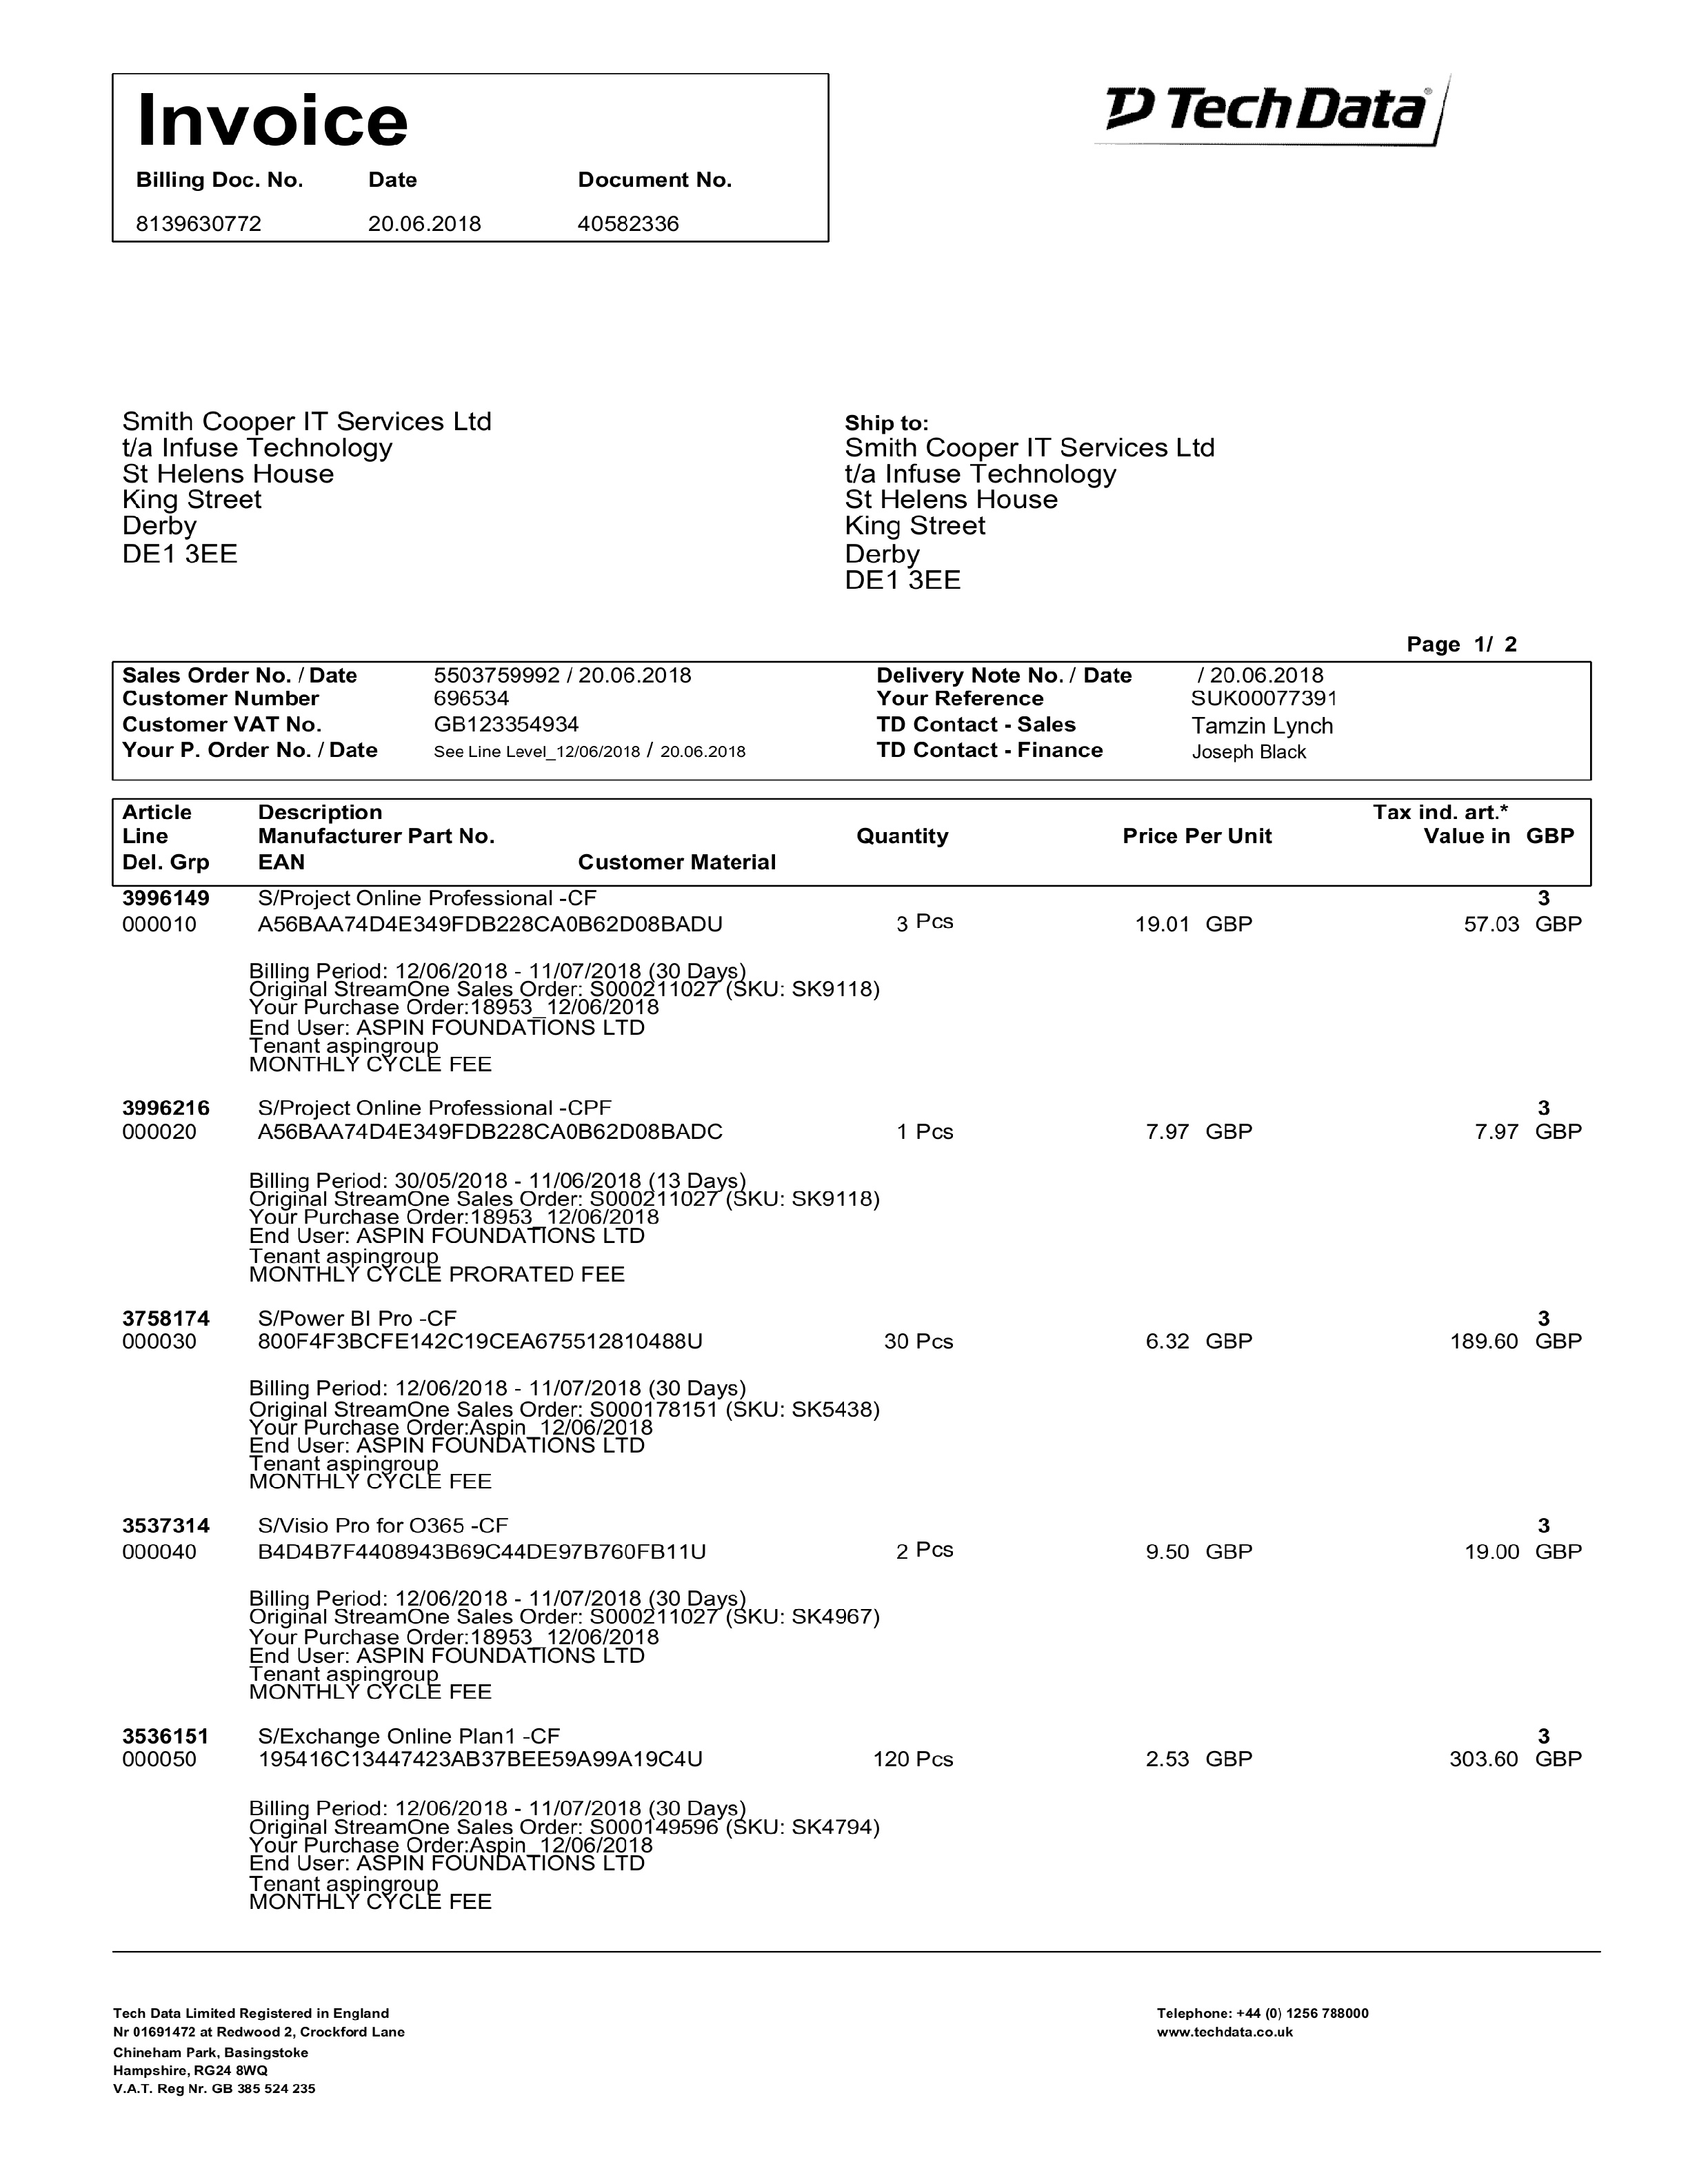 Invoice
Billing Doc. No. Date Document No.
8139630772 20.06.2018 40582336
TD Tech Data®
Smith Cooper IT Services Ltd
t/a Infuse Technology
St Helens House
King Street
Derby
DE1 3EE
Ship to:
Smith Cooper IT Services Ltd
t/a Infuse Technology
St Helens House
King Street
Derby
DE1 3EE
Page 1/ 2
Sales Order No. / Date 5503759992 / 20.06.2018 Delivery Note No. / Date / 20.06.2018
Customer Number 696534 Your Reference SUK00077391
Customer VAT No. GB123354934 TD Contact - Sales Tamzin Lynch
Your P. Order No. / Date See Line Level_12/06/2018 / 20.06.2018 TD Contact - Finance Joseph Black
Article Description Tax ind. art.*
Line Manufacturer Part No. Quantity Price Per Unit Value in GBP
Del. Grp EAN Customer Material
3996149 S/Project Online Professional -CF 3
000010 A56BAA74D4E349FDB228CA0B62D08BADU 3 Pcs 19.01 GBP 57.03 GBP
Billing Period: 12/06/2018 - 11/07/2018 (30 Days)
Original StreamOne Sales Order: S000211027 (SKU: SK9118)
Your Purchase Order:18953_12/06/2018
End User: ASPIN FOUNDATIONS LTD
Tenant aspingroup
MONTHLY CYCLE FEE
3996216 S/Project Online Professional -CPF 3
000020 A56BAA74D4E349FDB228CA0B62D08BADC 1 Pcs 7.97 GBP 7.97 GBP
Billing Period: 30/05/2018 - 11/06/2018 (13 Days)
Original StreamOne Sales Order: S000211027 (SKU: SK9118)
Your Purchase Order:18953_12/06/2018
End User: ASPIN FOUNDATIONS LTD
Tenant aspingroup
MONTHLY CYCLE PRORATED FEE
3758174 S/Power BI Pro -CF 3
000030 800F4F3BCFE142C19CEA675512810488U 30 Pcs 6.32 GBP 189.60 GBP
Billing Period: 12/06/2018 - 11/07/2018 (30 Days)
Original StreamOne Sales Order: S000178151 (SKU: SK5438)
Your Purchase Order:Aspin_12/06/2018
End User: ASPIN FOUNDATIONS LTD
Tenant aspingroup
MONTHLY CYCLE FEE
3537314 S/Visio Pro for O365 -CF 3
000040 B4D4B7F4408943B69C44DE97B760FB11U 2 Pcs 9.50 GBP 19.00 GBP
Billing Period: 12/06/2018 - 11/07/2018 (30 Days)
Original StreamOne Sales Order: S000211027 (SKU: SK4967)
Your Purchase Order:18953_12/06/2018
End User: ASPIN FOUNDATIONS LTD
Tenant aspingroup
MONTHLY CYCLE FEE
3536151 S/Exchange Online Plan1 -CF 3
000050 195416C13447423AB37BEE59A99A19C4U 120 Pcs 2.53 GBP 303.60 GBP
Billing Period: 12/06/2018 - 11/07/2018 (30 Days)
Original StreamOne Sales Order: S000149596 (SKU: SK4794)
Your Purchase Order:Aspin_12/06/2018
End User: ASPIN FOUNDATIONS LTD
Tenant aspingroup
MONTHLY CYCLE FEE
Tech Data Limited Registered in England Telephone: +44 (0) 1256 788000
Nr 01691472 at Redwood 2, Crockford Lane www.techdata.co.uk
Chineham Park, Basingstoke
Hampshire, RG24 8WQ
V.A.T. Reg Nr. GB 385 524 235